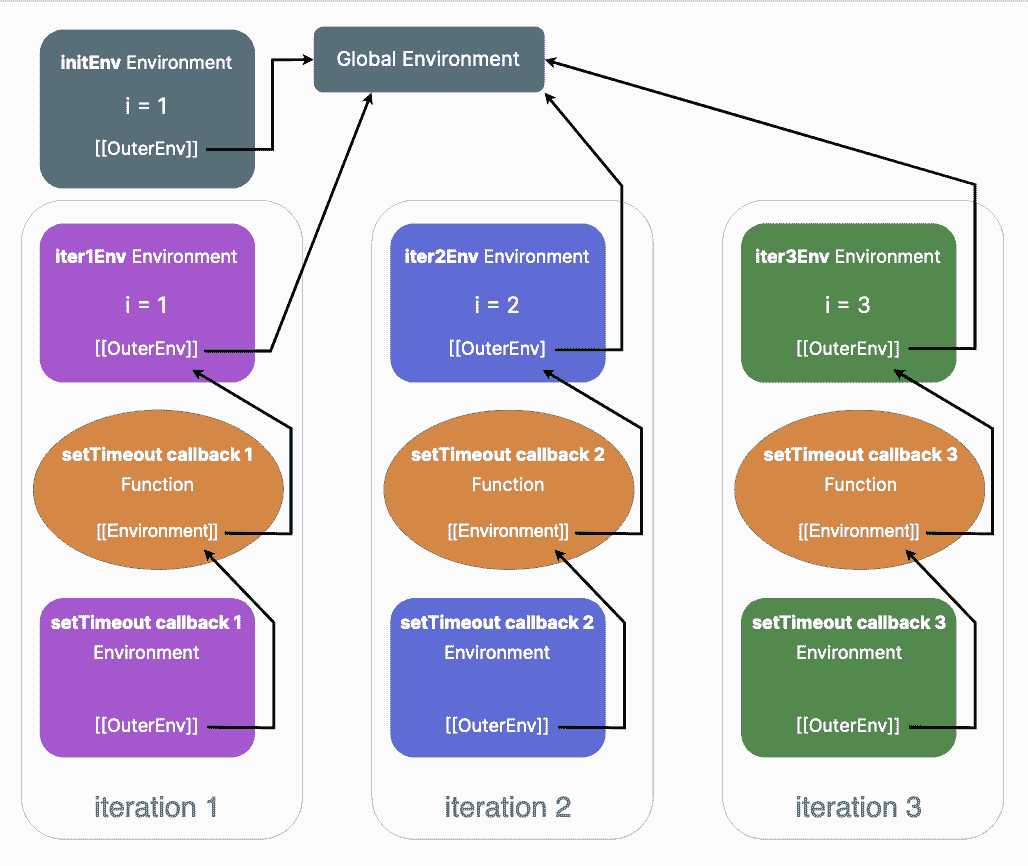 initEnv Environment
i = 1
[[OuterEnv]]
Global Environment
iter1Env Environment
i = 1
[[OuterEnv]]
setTimeout callback 1
Function
[[Environment]]
setTimeout callback 1
Environment
[[OuterEnv]]
iteration 1
iter2Env Environment
i = 2
[[OuterEnv]
setTimeout callback 2
Function
[[Environment]]
setTimeout callback 2
Environment
[[OuterEnv]]
iteration 2
iter3Env Environment
i = 3
[[OuterEnv]]
setTimeout callback 3
Function
[[Environment]]
setTimeout callback 3
Environment
[[OuterEnv]]
iteration 3